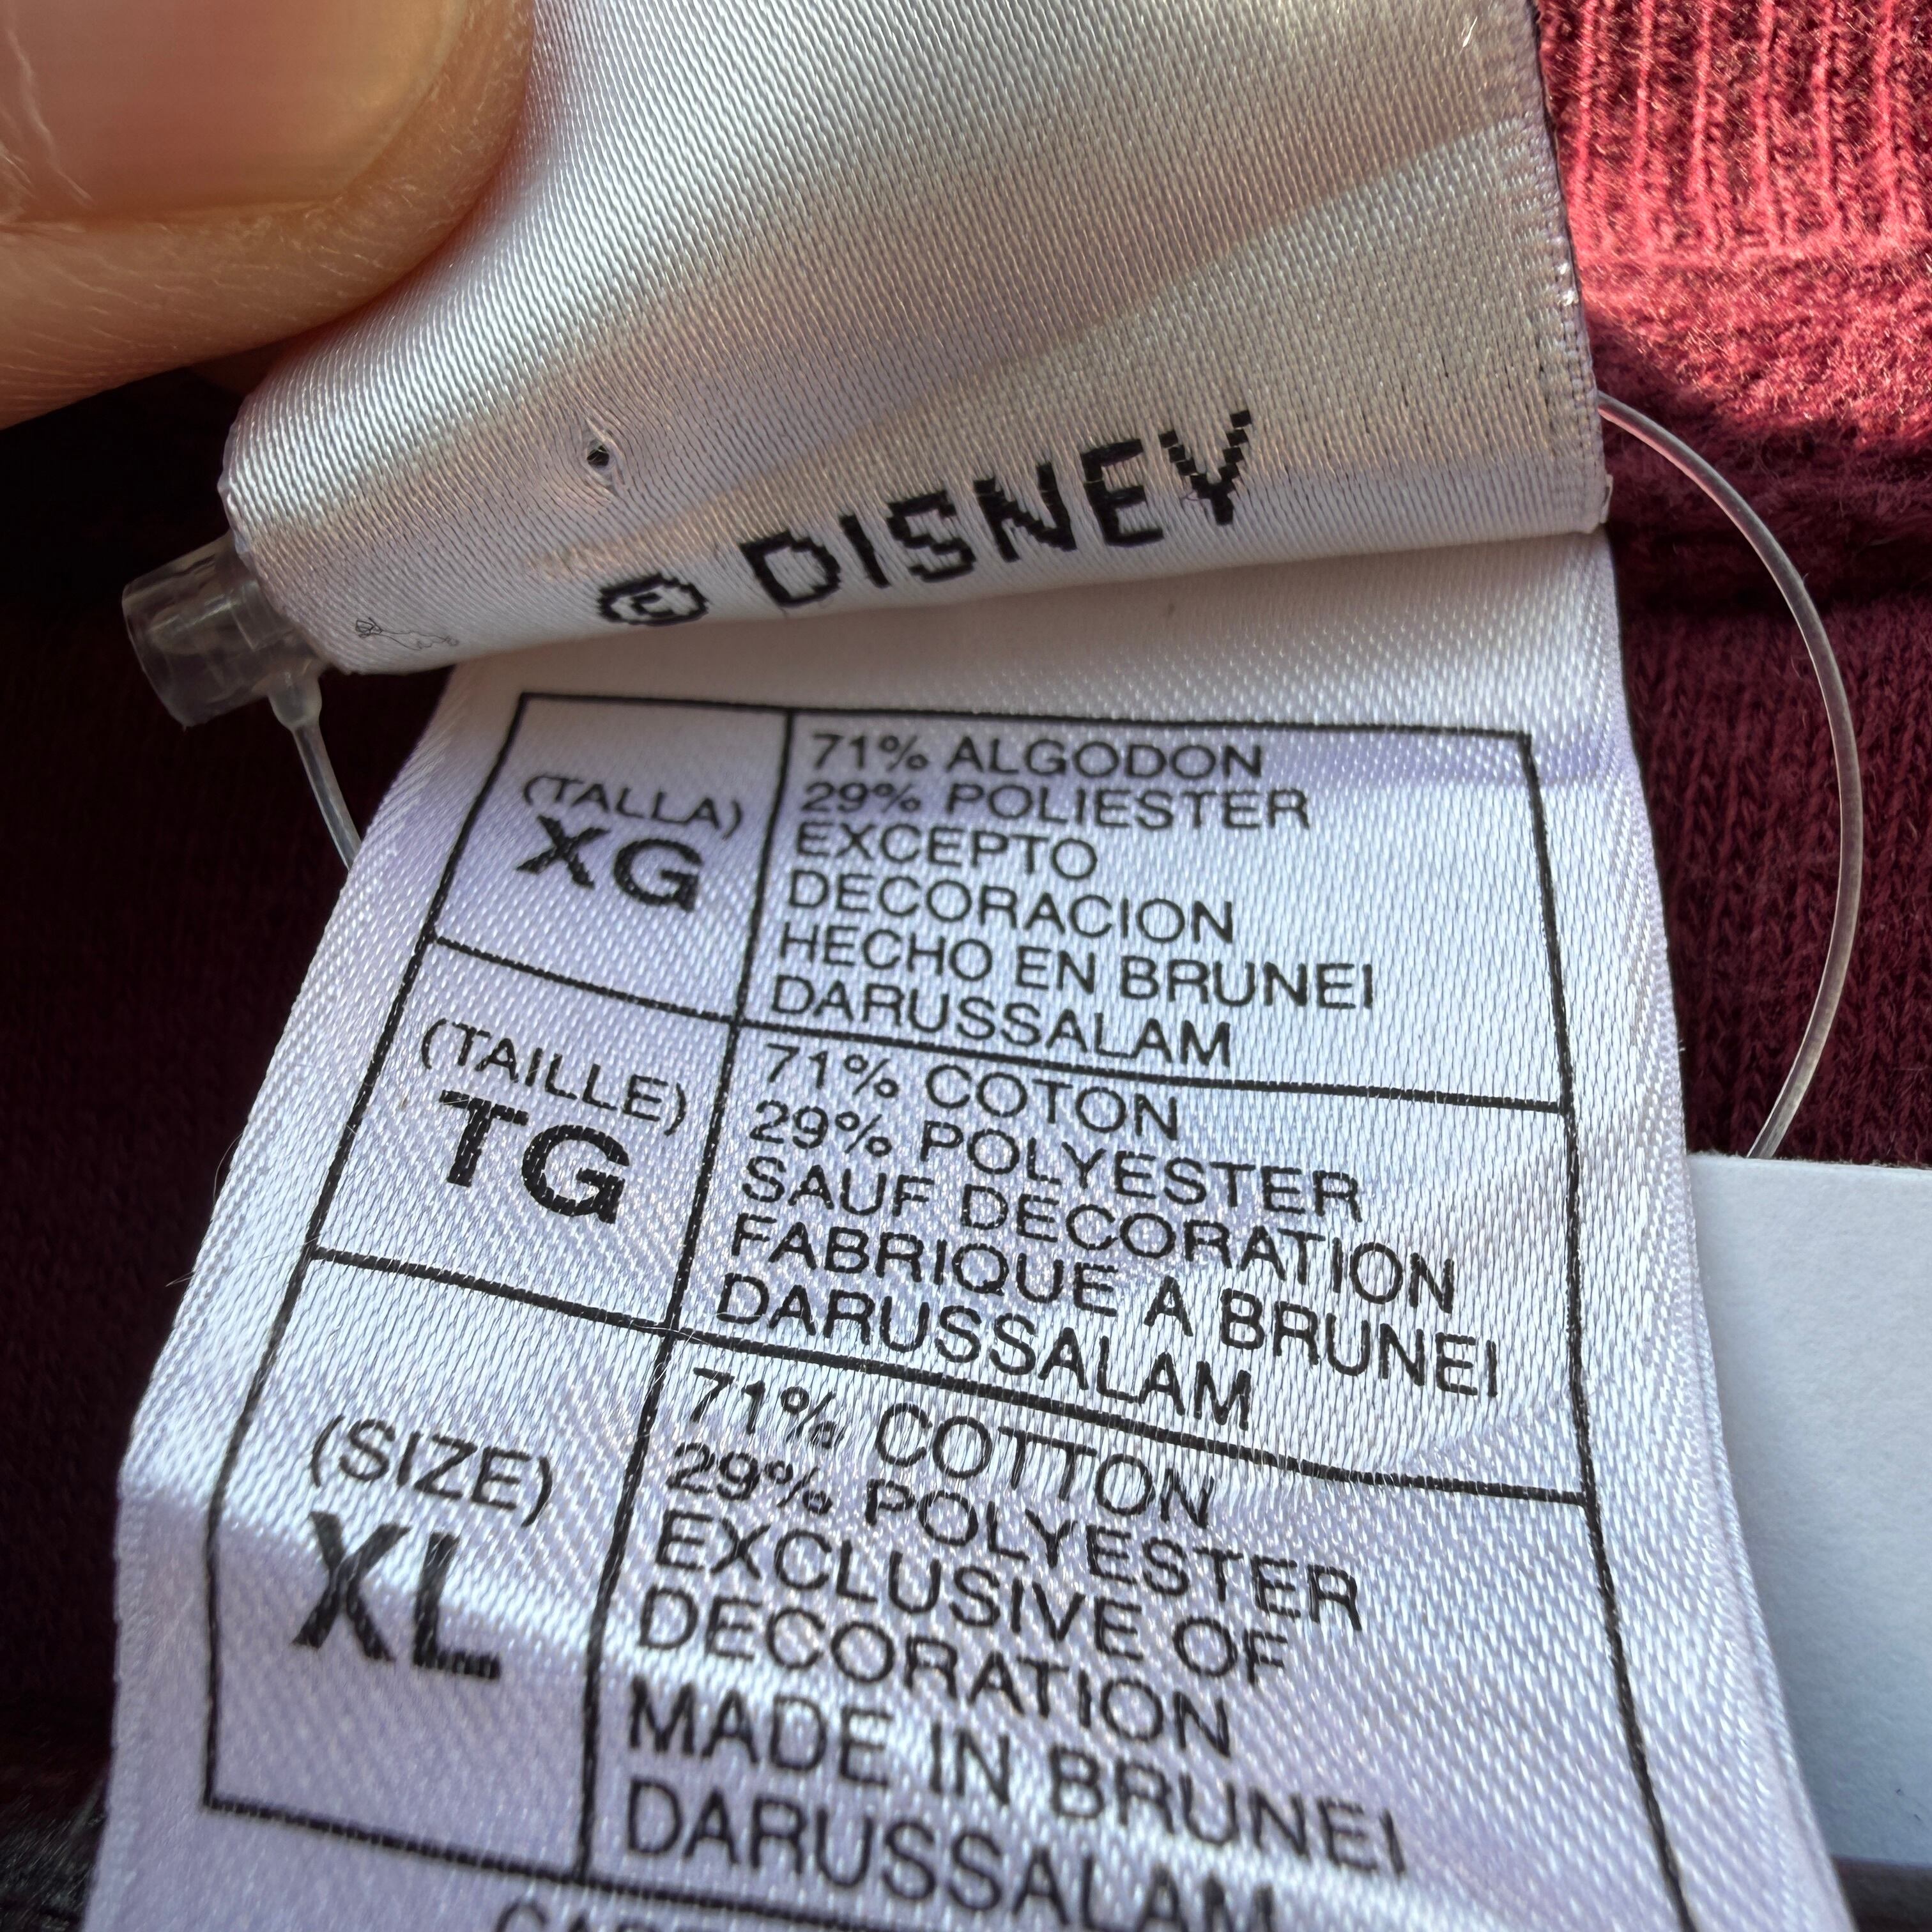 © DISNEY
(TALLA)
XG
71% ALGODON
29% POLIESTER
EXCEPTO
DECORACION
HECHO EN BRUNEI
DARUSSALAM
(TAILLE)
TG
71% COTON
29% POLYESTER
SAUF DECORATION
FABRIQUE A BRUNEI
DARUSSALAM
(SIZE)
XL
71% COTTON
29% POLYESTER
EXCLUSIVE OF
DECORATION
MADE IN BRUNEI
DARUSSALAM